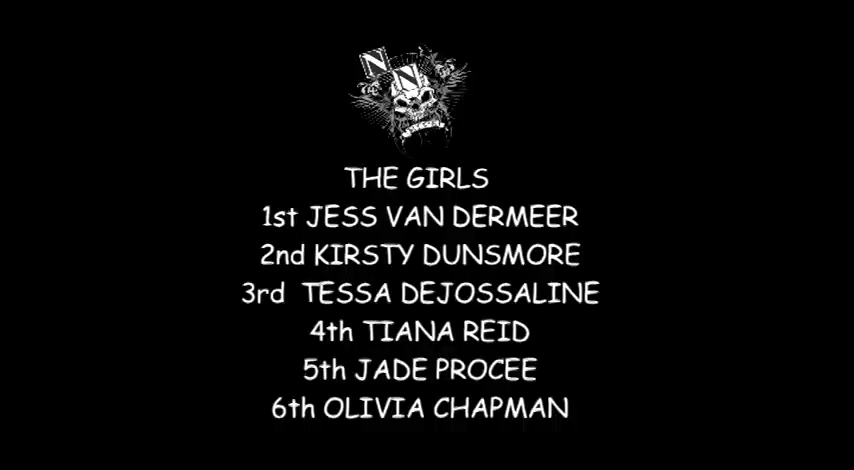 N
N
THE GIRLS
1st JESS VAN DERMEER
2nd KIRSTY DUNSMORE
3rd TESSA DEJOSSALINE
4th TIANA REID
5th JADE PROCEE
6th OLIVIA CHAPMAN